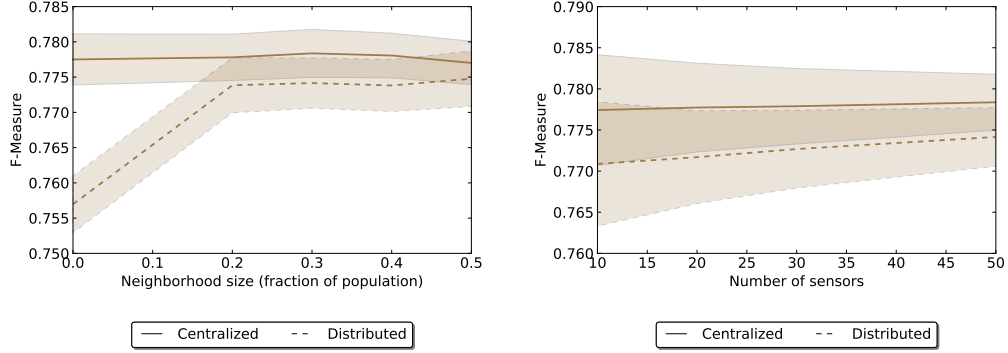 0.785
0.780
0.775
0.770
0.765
0.760
0.755
0.750
F-Measure
0.0 0.1 0.2 0.3 0.4 0.5
Neighborhood size (fraction of population)
Centralized Distributed
0.790
0.785
0.780
0.775
0.770
0.765
0.760
F-Measure
10 15 20 25 30 35 40 45 50
Number of sensors
Centralized Distributed